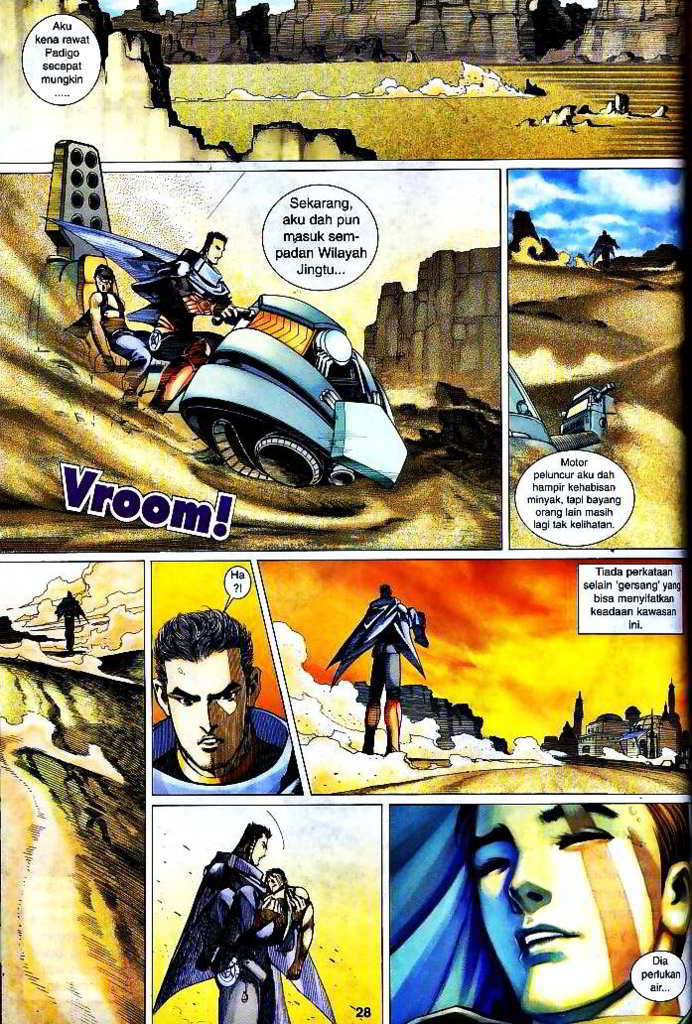 Aku
kena rawat
Padigo
secepat
mungkin
.....
Sekarang,
aku dah pun
masuk sem-
padan Wilayah
Jingtu...
Vroom!
Motor
peluncur aku dah
hampir kehabisan
minyak, tapi bayang
orang lain masih
lagi tak kelihatan.
Ha
?!
Tiada perkataan
selain 'gersang' yang
bisa menyifatkan
keadaan kawasan
ini.
Dia
perlukan
air...
28